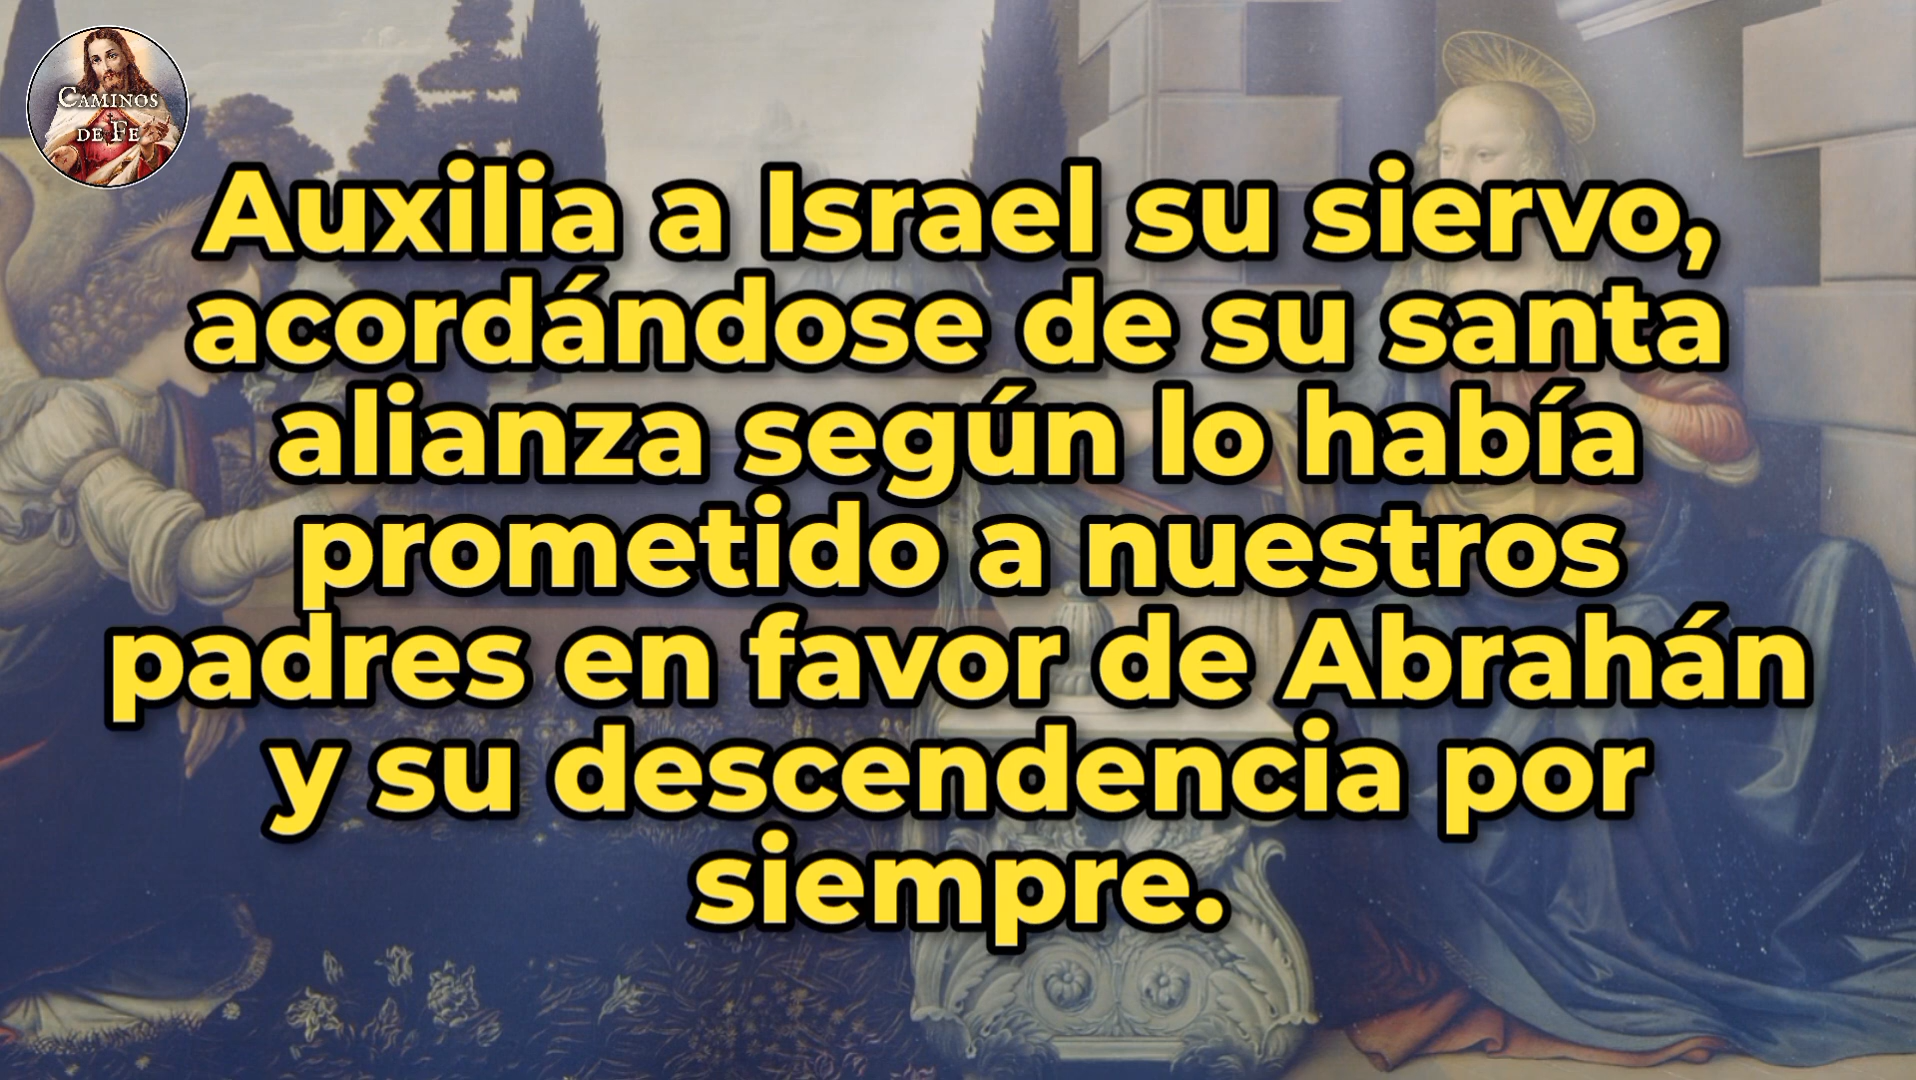 CAMINOS
DE FE
Auxilia a Israel su siervo,
acordándose de su santa
alianza según lo había
prometido a nuestros
padres en favor de Abrahán
y su descendencia por
siempre.